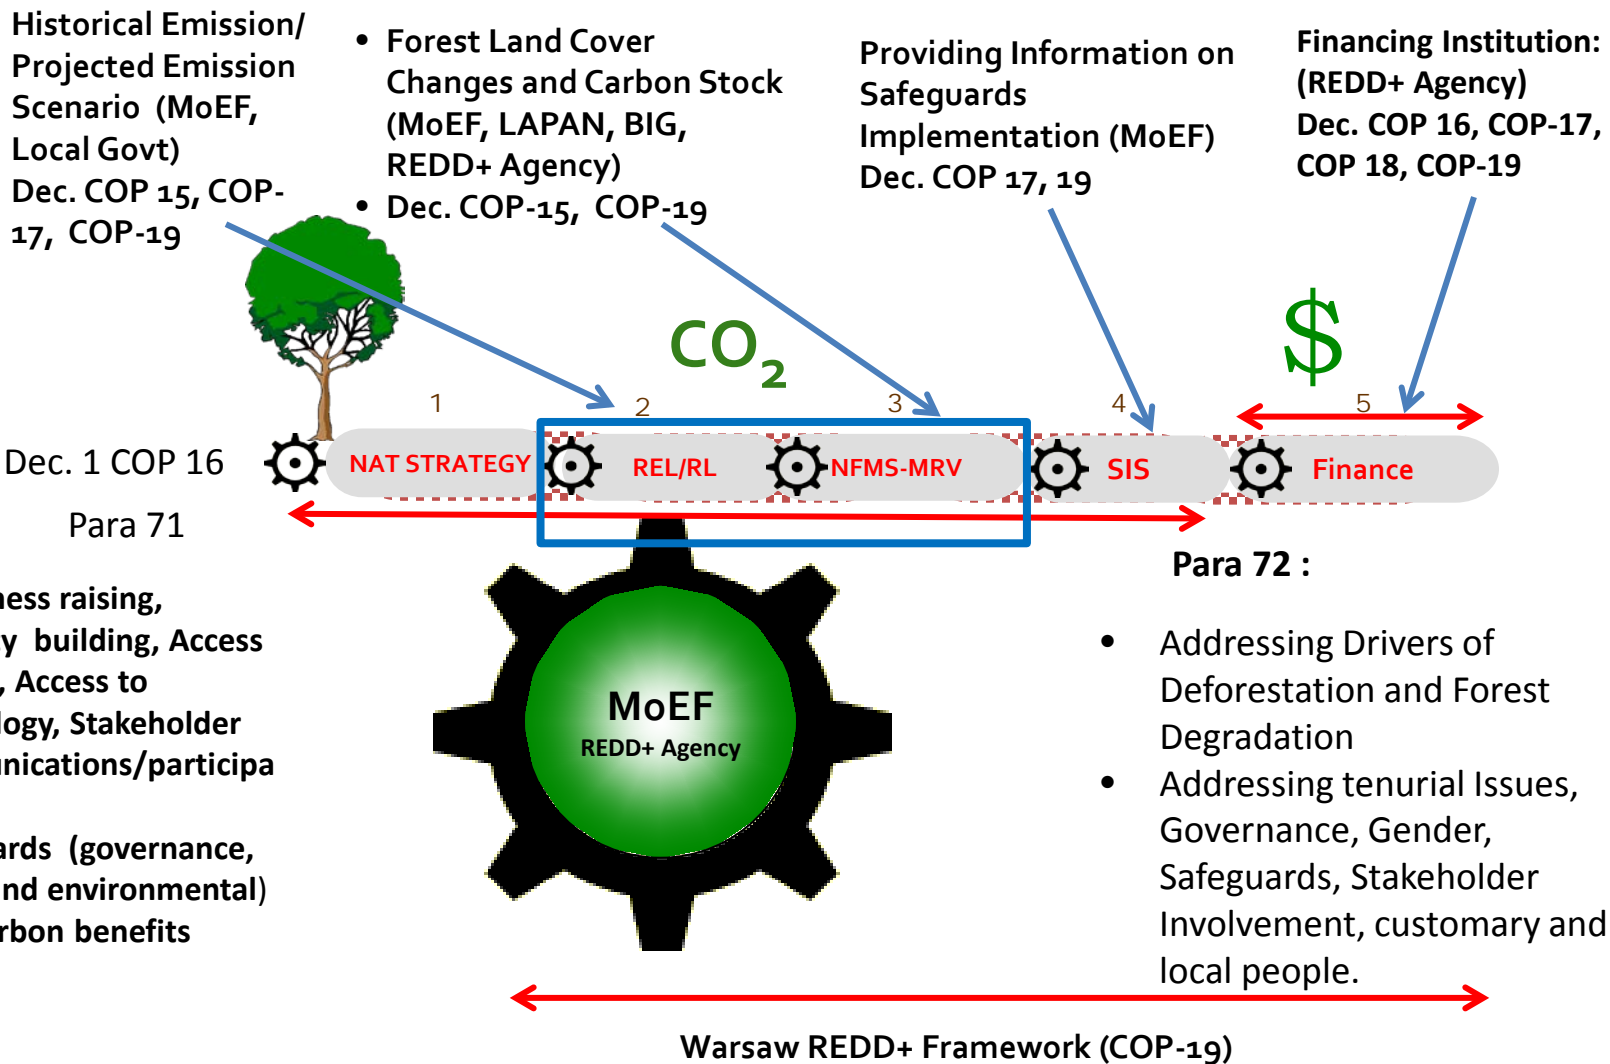 Historical Emission/
Projected Emission
Scenario (MoEF,
Local Govt)
Dec. COP 15, COP-
17, COP-19
• Forest Land Cover
Changes and Carbon Stock
(MoEF, LAPAN, BIG,
REDD+ Agency)
• Dec. COP-15, COP-19
Providing Information on
Safeguards
Implementation (MoEF)
Dec. COP 17, 19
Financing Institution:
(REDD+ Agency)
Dec. COP 16, COP-17,
COP 18, COP-19
CO₂
$
1
2
3
4
5
Dec. 1 COP 16
Para 71
NAT STRATEGY
REL/RL
NFMS-MRV
SIS
Finance
ness raising,
ty building, Access
, Access to
logy, Stakeholder
unications/participa
ards (governance,
nd environmental)
rbon benefits
MoEF
REDD+ Agency
Para 72 :
• Addressing Drivers of
Deforestation and Forest
Degradation
• Addressing tenurial Issues,
Governance, Gender,
Safeguards, Stakeholder
Involvement, customary and
local people.
Warsaw REDD+ Framework (COP-19)